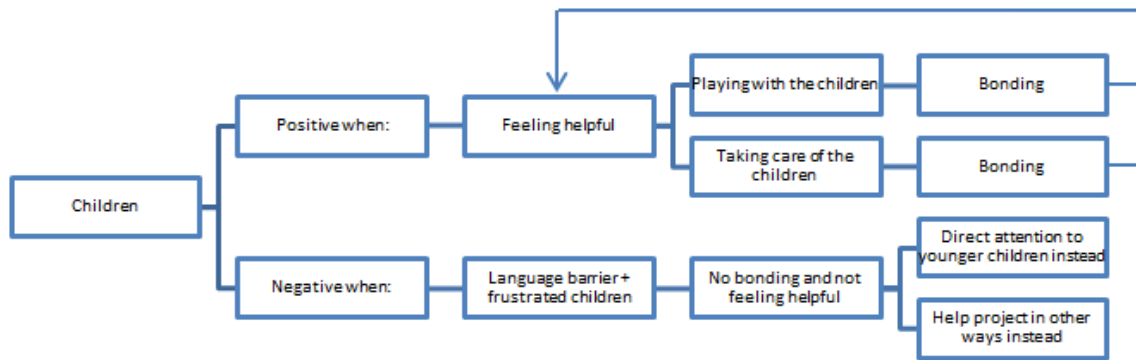 Playing with the children
Bonding
Positive when:
Feeling helpful
Taking care of the
children
Bonding
Children
Direct attention to
younger children instead
Negative when:
Language barrier +
frustrated children
No bonding and not
feeling helpful
Help project in other
ways instead